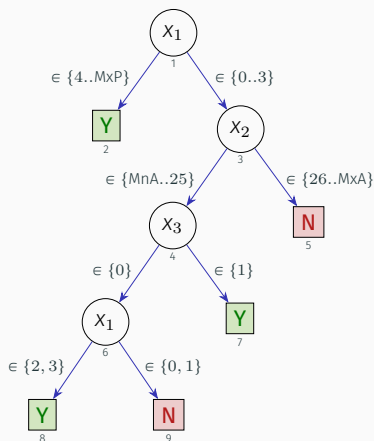 X₁
1
∈ {4..MxP}
∈ {0..3}
Y
2
X₂
3
∈ {MnA..25}
∈ {26..MxA}
X₃
4
N
5
∈ {0}
∈ {1}
X₁
6
Y
7
∈ {2, 3}
∈ {0, 1}
Y
8
N
9